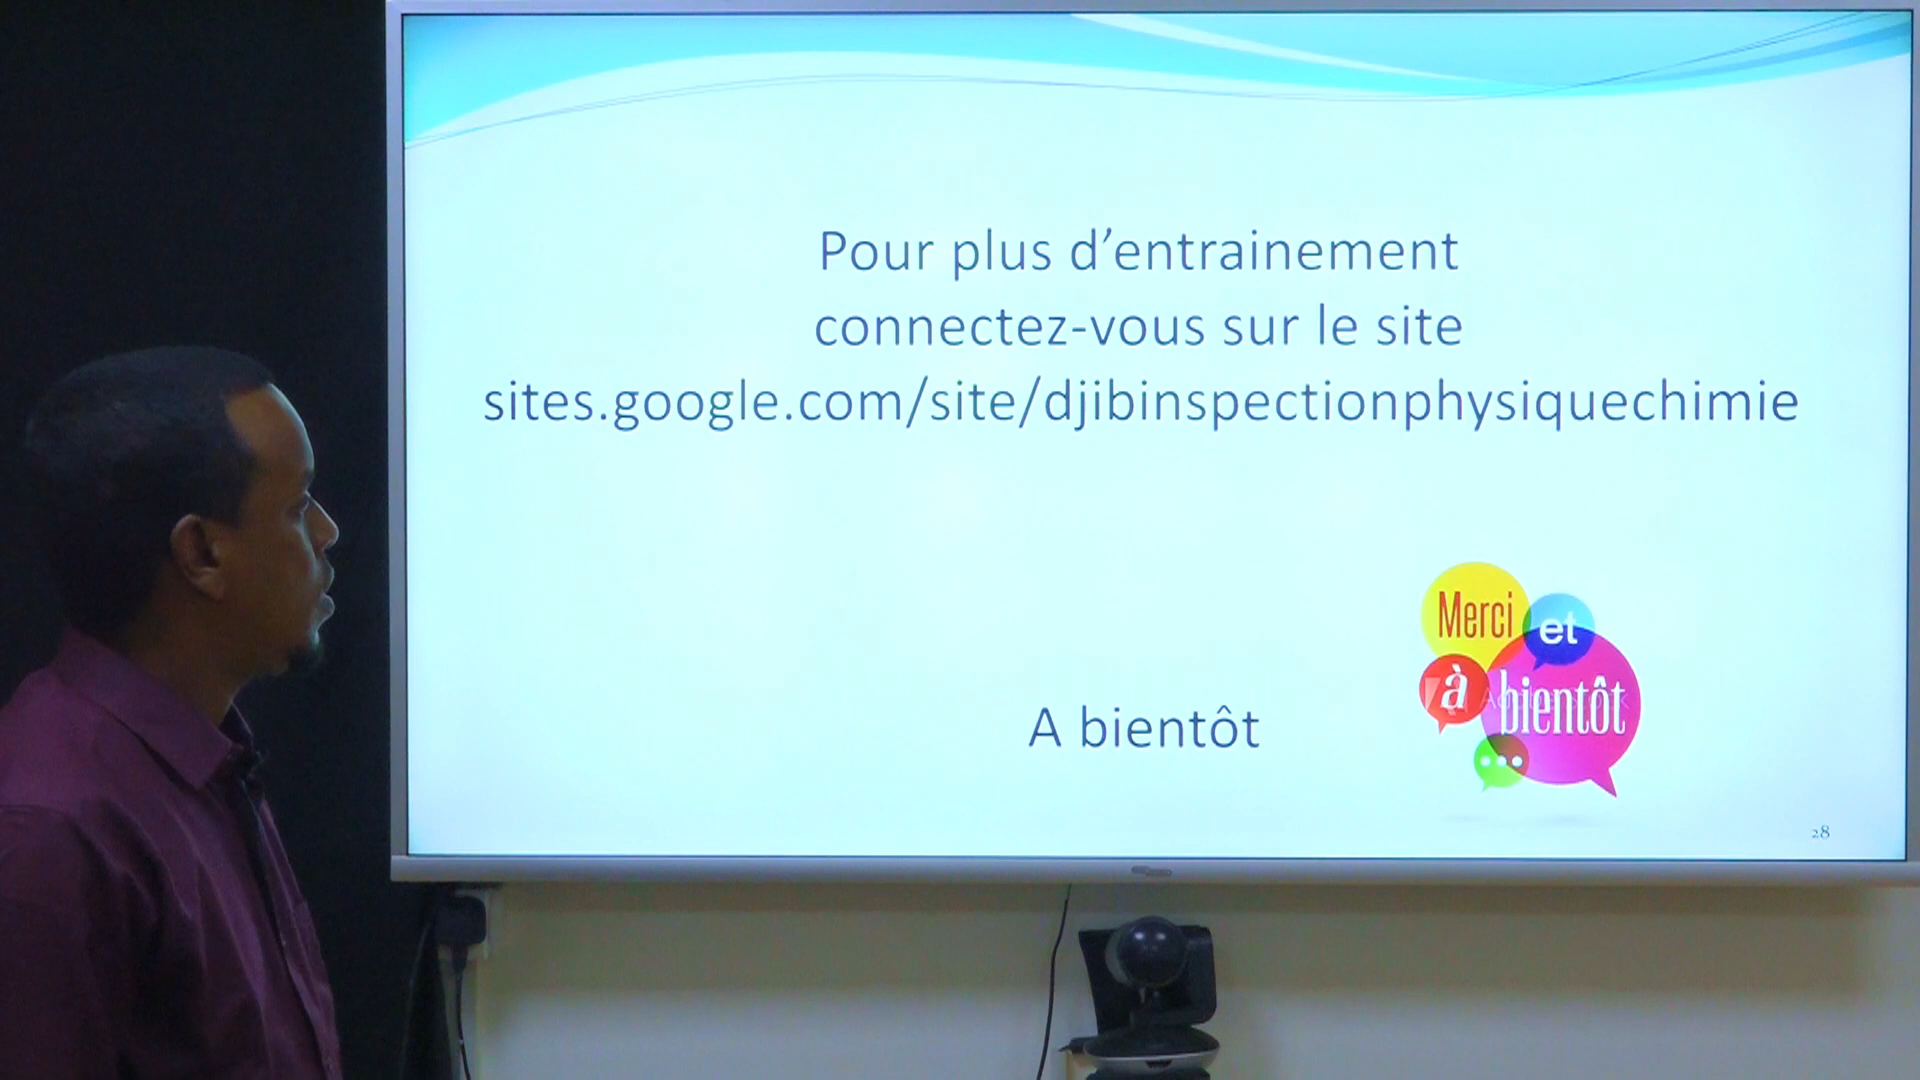 Pour plus d’entrainement
connectez-vous sur le site
sites.google.com/site/djibinspectionphysiquechimie
Merci et
à bientôt
A bientôt
28